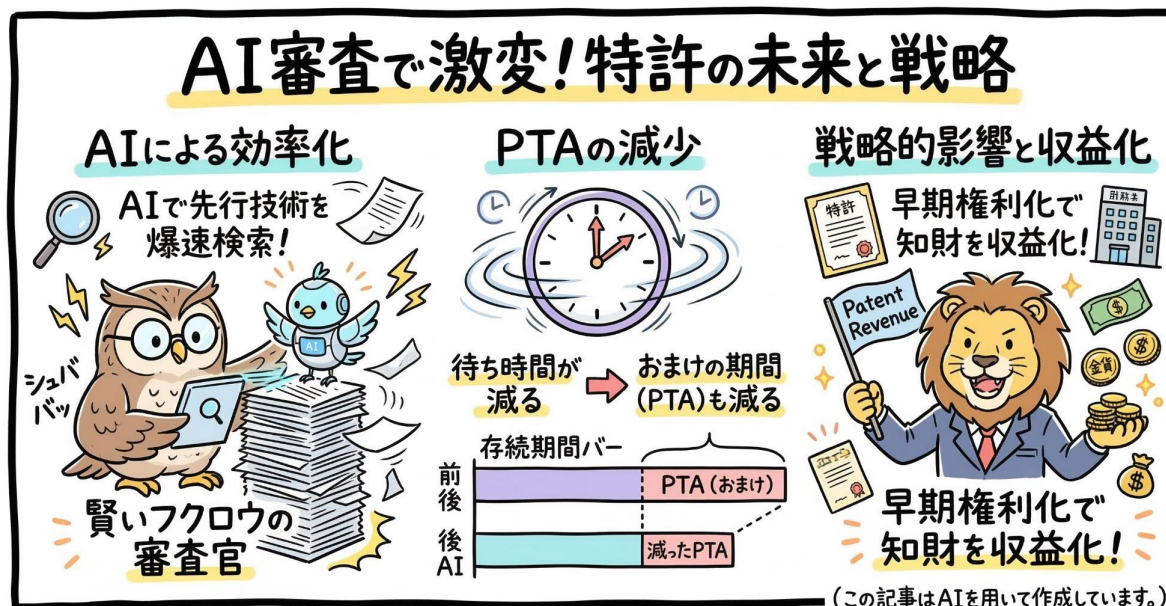 AI審査で激変!特許の未来と戦略
AIによる効率化
AIで先行技術を
爆速検索!
シュバ
バッ
AI
賢いフクロウの
審査官
PTAの減少
待ち時間が
減る
おまけの期間
(PTA)も減る
存続期間バー
前
後
PTA(おまけ)
後
AI
減ったPTA
戦略的影響と収益化
特許
早期権利化で
知財を収益化!
Patent
Revenue
$
$
金貨
$
早期権利化で
知財を収益化!
(この記事はAIを用いて作成しています。)